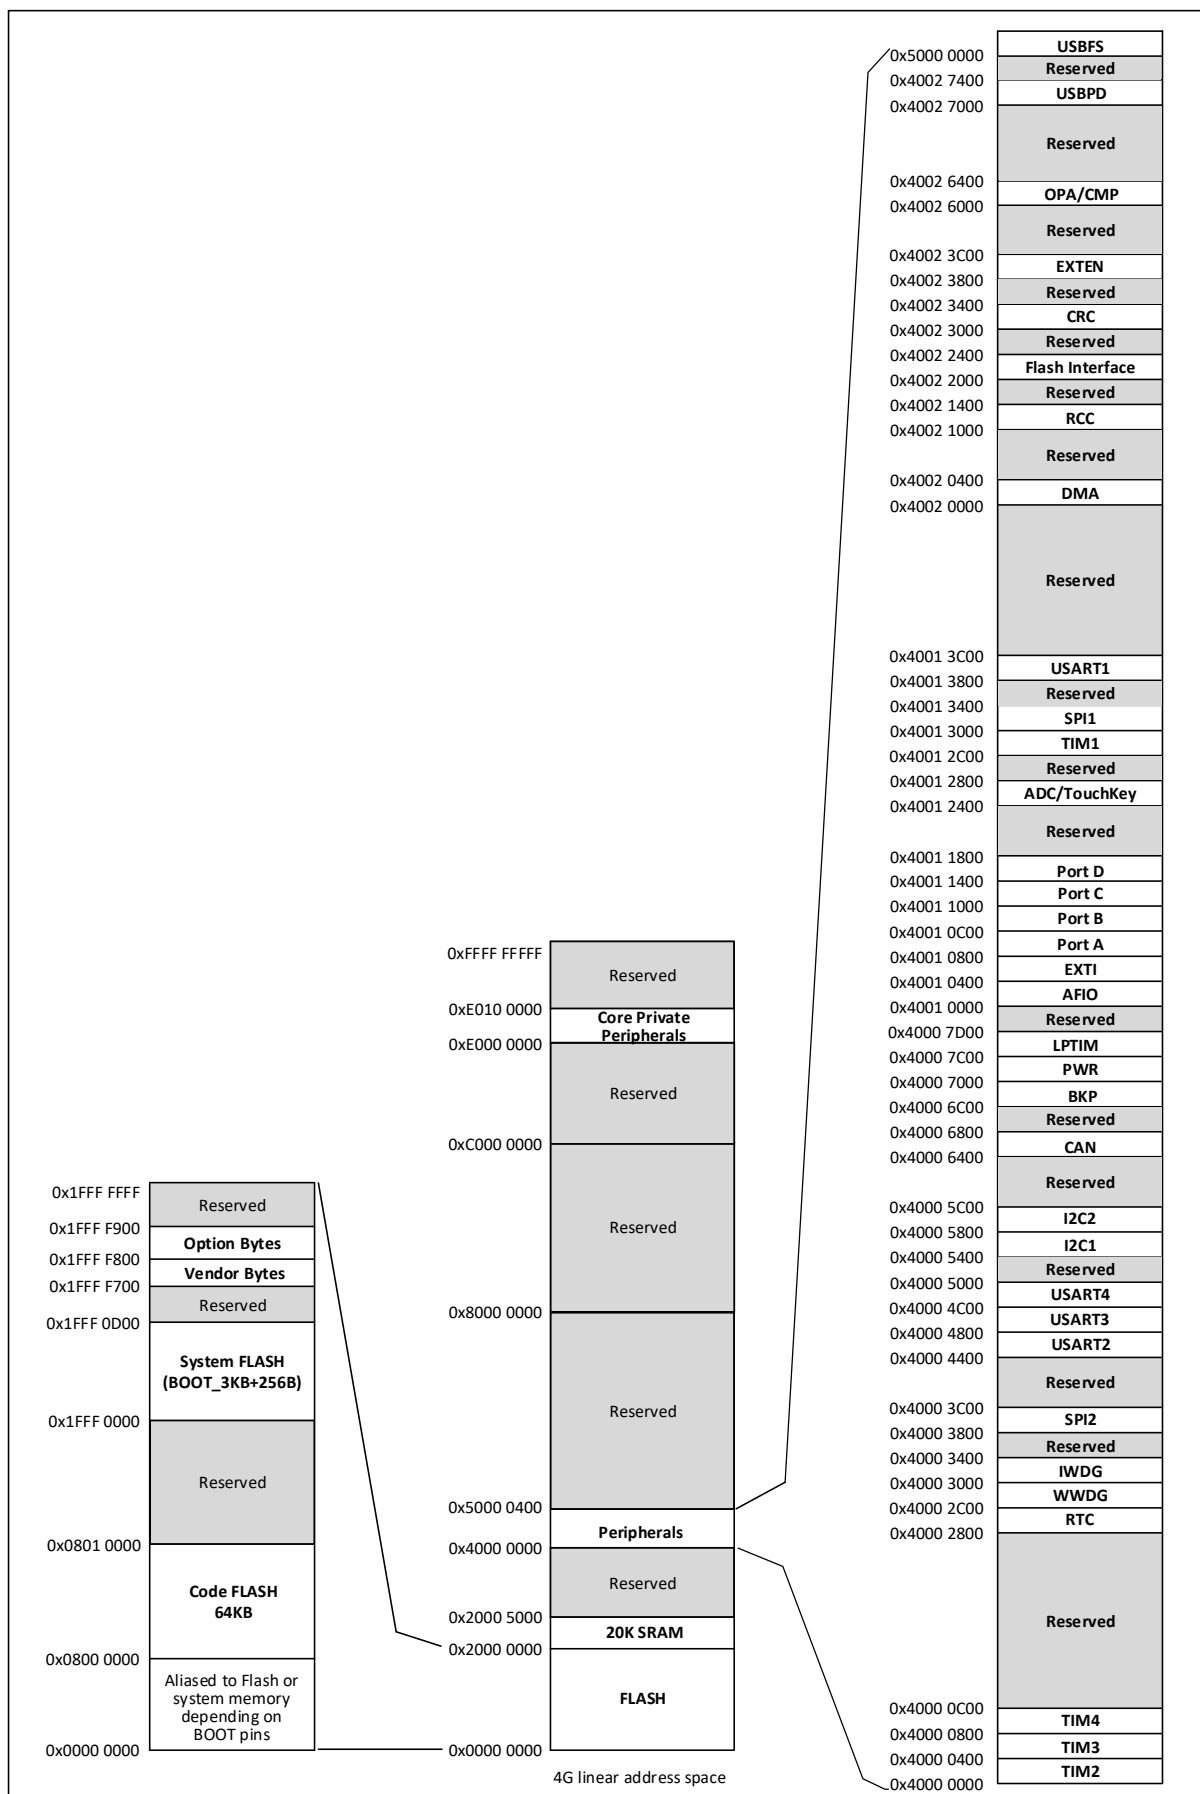 0x1FFF FFFF
Reserved
0x1FFF F900
Option Bytes
0x1FFF F800
Vendor Bytes
0x1FFF F700
Reserved
0x1FFF 0D00
System FLASH
(BOOT_3KB+256B)
0x1FFF 0000
Reserved
0x0801 0000
Code FLASH
64KB
0x0800 0000
Aliased to Flash or
system memory
depending on
BOOT pins
0x0000 0000
0xFFFF FFFFF
Reserved
0xE010 0000
Core Private
Peripherals
0xE000 0000
Reserved
0xC000 0000
Reserved
0x8000 0000
Reserved
0x5000 0400
Peripherals
0x4000 0000
Reserved
0x2000 5000
20K SRAM
0x2000 0000
FLASH
0x0000 0000
4G linear address space
USBFS
0x5000 0000
Reserved
0x4002 7400
USBPD
0x4002 7000
Reserved
0x4002 6400
OPA/CMP
0x4002 6000
Reserved
0x4002 3C00
EXTEN
0x4002 3800
Reserved
0x4002 3400
CRC
0x4002 3000
Reserved
0x4002 2400
Flash Interface
0x4002 2000
Reserved
0x4002 1400
RCC
0x4002 1000
Reserved
0x4002 0400
DMA
0x4002 0000
Reserved
0x4001 3C00
USART1
0x4001 3800
Reserved
0x4001 3400
SPI1
0x4001 3000
TIM1
0x4001 2C00
Reserved
0x4001 2800
ADC/TouchKey
0x4001 2400
Reserved
0x4001 1800
Port D
0x4001 1400
Port C
0x4001 1000
Port B
0x4001 0C00
Port A
0x4001 0800
EXTI
0x4001 0400
AFIO
0x4001 0000
Reserved
0x4000 7D00
LPTIM
0x4000 7C00
PWR
0x4000 7000
BKP
0x4000 6C00
Reserved
0x4000 6800
CAN
0x4000 6400
Reserved
0x4000 5C00
I2C2
0x4000 5800
I2C1
0x4000 5400
Reserved
0x4000 5000
USART4
0x4000 4C00
USART3
0x4000 4800
USART2
0x4000 4400
Reserved
0x4000 3C00
SPI2
0x4000 3800
Reserved
0x4000 3400
IWDG
0x4000 3000
WWDG
0x4000 2C00
RTC
0x4000 2800
Reserved
0x4000 0C00
TIM4
0x4000 0800
TIM3
0x4000 0400
TIM2
0x4000 0000